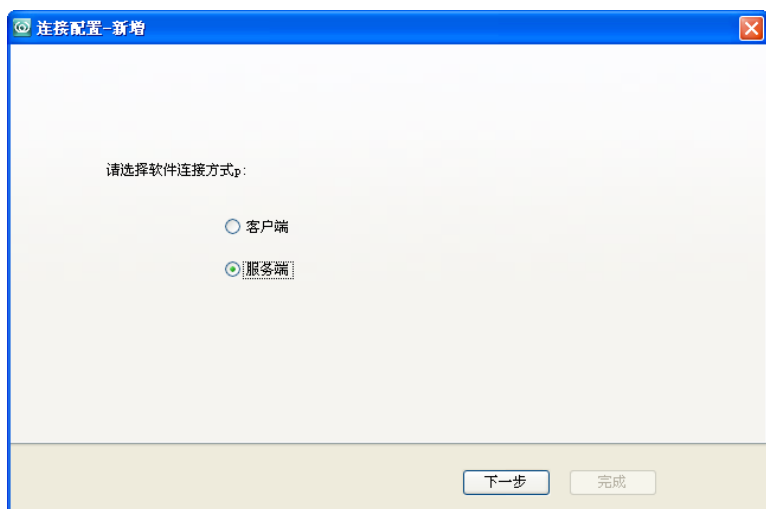 连接配置-新增
请选择软件连接方式p:
客户端
服务端
下一步 完成